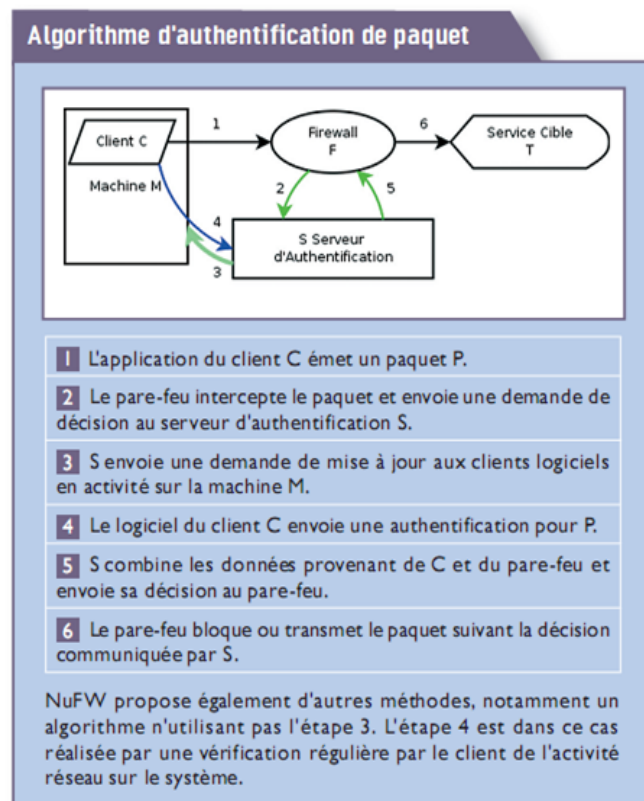 Algorithme d'authentification de paquet
Client C
Machine M
1
Firewall
F
6
Service Cible
T
2
5
4
3
S Serveur
d'Authentification
1 L'application du client C émet un paquet P.
2 Le pare-feu intercepte le paquet et envoie une demande de
décision au serveur d'authentification S.
3 S envoie une demande de mise à jour aux clients logiciels
en activité sur la machine M.
4 Le logiciel du client C envoie une authentification pour P.
5 S combine les données provenant de C et du pare-feu et
envoie sa décision au pare-feu.
6 Le pare-feu bloque ou transmet le paquet suivant la décision
communiquée par S.
NuFW propose également d'autres méthodes, notamment un
algorithme n'utilisant pas l'étape 3. L'étape 4 est dans ce cas
réalisée par une vérification régulière par le client de l'activité
réseau sur le système.